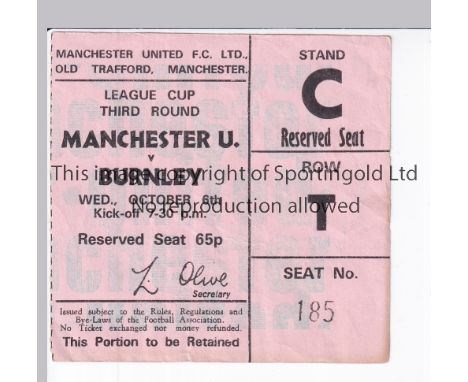 MANCHESTER UNITED F.C. LTD.,
OLD TRAFFORD, MANCHESTER.
LEAGUE CUP
THIRD ROUND
MANCHESTER U.
v
BURNLEY
WED., OCTOBER 6th
Kick-off 7-30 p.m.
Reserved Seat 65p
L. Olive
Secretary
Issued subject to the Rules, Regulations and
Bye-Laws of the Football Association.
No Ticket exchanged nor money refunded.
This Portion to be Retained
STAND
C
Reserved Seat
ROW
T
SEAT No.
185
This image copyright of Sportingold Ltd
No reproduction allowed